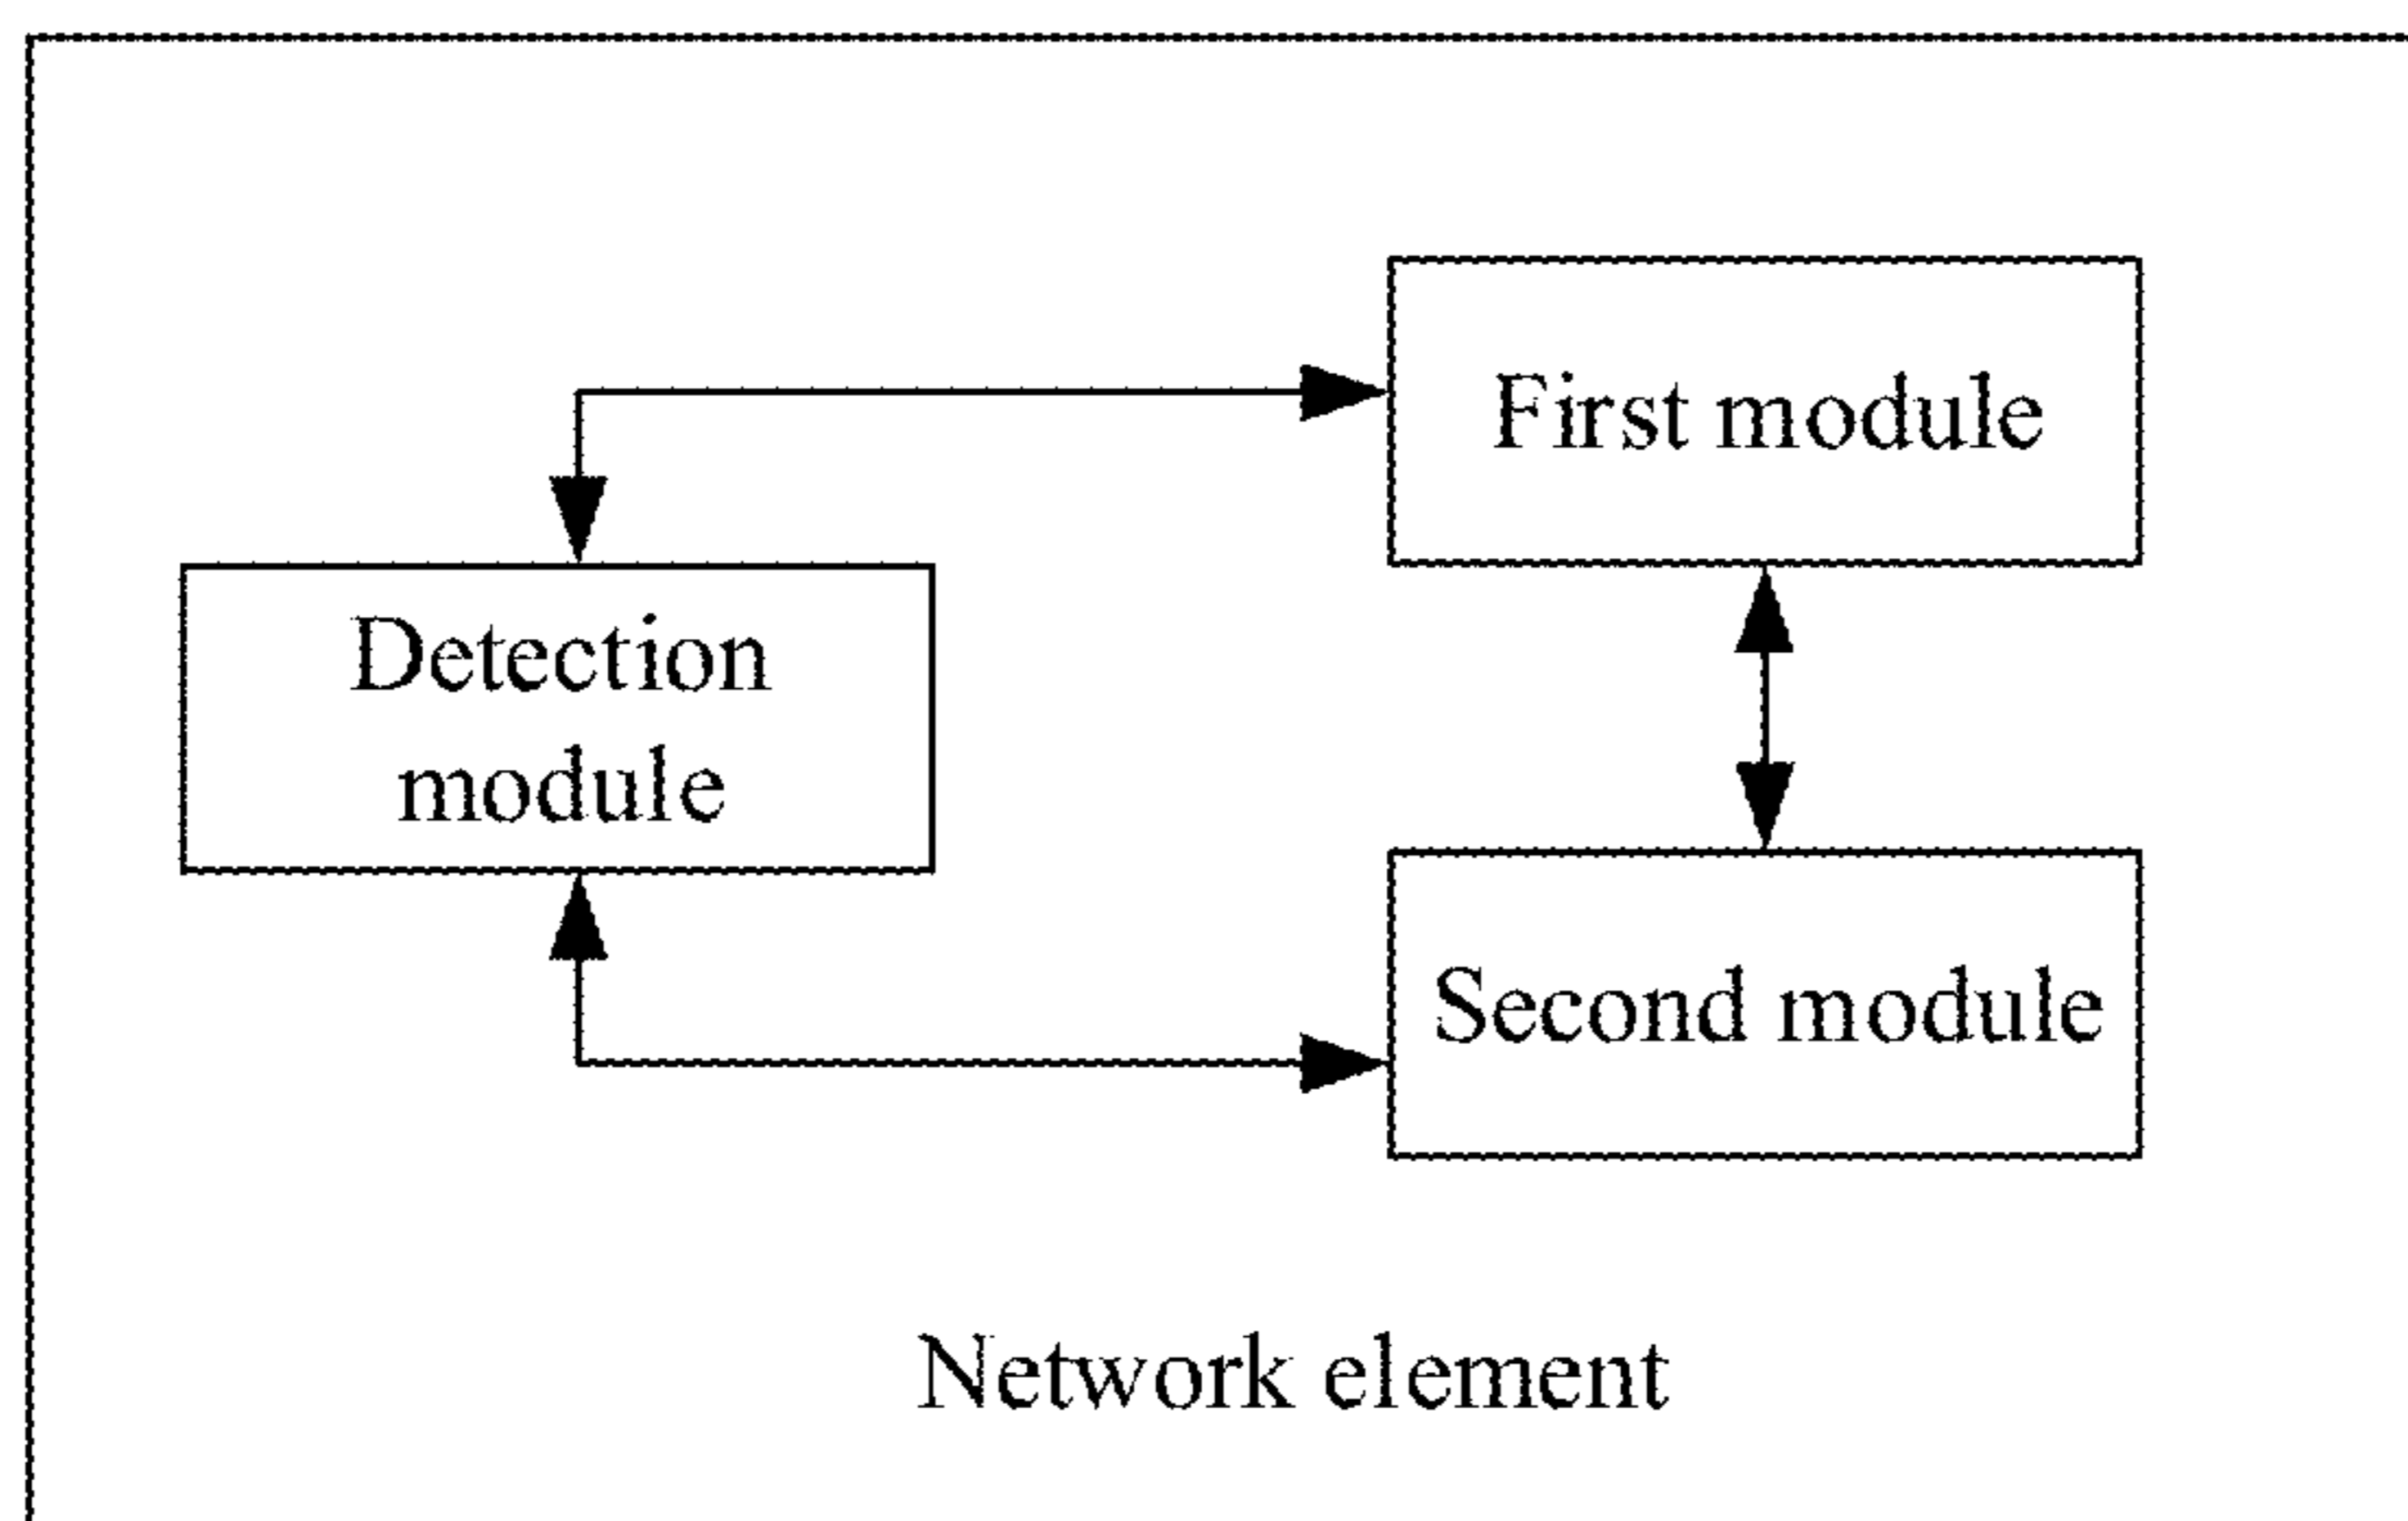 First module
Detection
module
Second module
Network element